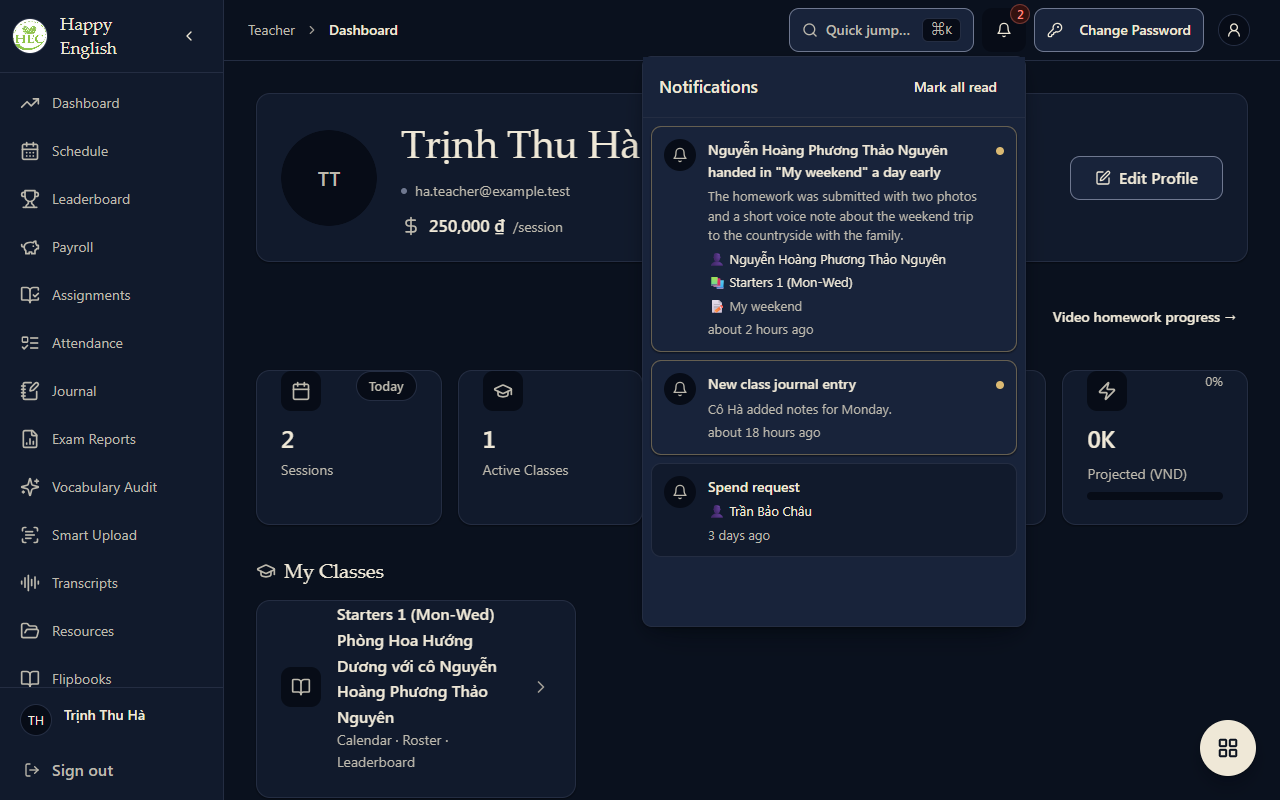 HEC
Happy
English
Teacher
Dashboard
Quick jump...
⌘K
2
Change Password
Dashboard
Schedule
Leaderboard
Payroll
Assignments
Attendance
Journal
Exam Reports
Vocabulary Audit
Smart Upload
Transcripts
Resources
Flipbooks
TH
Trịnh Thu Hà
Sign out
TT
Trịnh Thu Hà
ha.teacher@example.test
250,000 ₫ /session
Edit Profile
Video homework progress →
Today
2
Sessions
1
Active Classes
0%
0K
Projected (VND)
My Classes
Starters 1 (Mon-Wed)
Phòng Hoa Hướng
Dương với cô Nguyễn
Hoàng Phương Thảo
Nguyên
Calendar · Roster ·
Leaderboard
Notifications
Mark all read
Nguyễn Hoàng Phương Thảo Nguyên
handed in "My weekend" a day early
The homework was submitted with two photos
and a short voice note about the weekend trip
to the countryside with the family.
Nguyễn Hoàng Phương Thảo Nguyên
Starters 1 (Mon-Wed)
My weekend
about 2 hours ago
New class journal entry
Cô Hà added notes for Monday.
about 18 hours ago
Spend request
Trần Bảo Châu
3 days ago